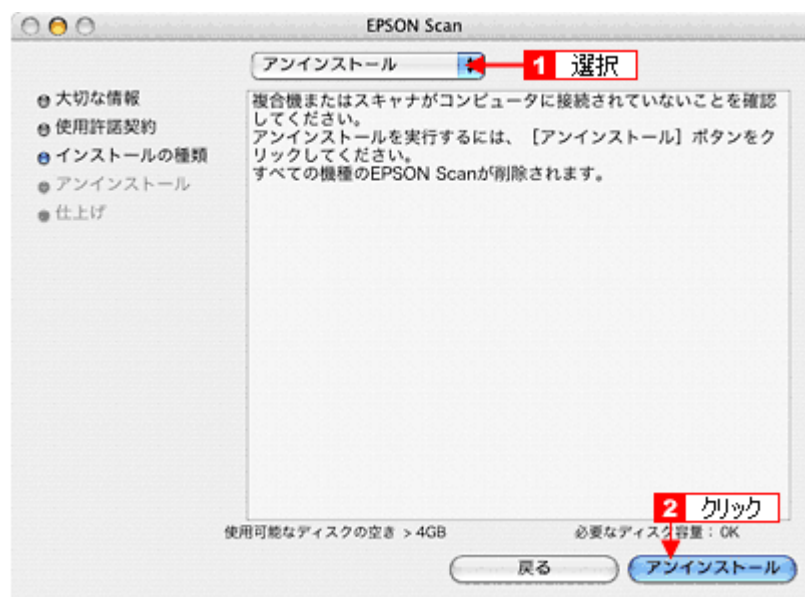 EPSON Scan
アンインストール
1 選択
大切な情報
使用許諾契約
インストールの種類
アンインストール
仕上げ
複合機またはスキャナがコンピュータに接続されていないことを確認
してください。
アンインストールを実行するには、［アンインストール］ボタンをク
リックしてください。
すべての機種のEPSON Scanが削除されます。
2 クリック
使用可能なディスクの空き > 4GB
必要なディスク容量：0K
戻る
アンインストール